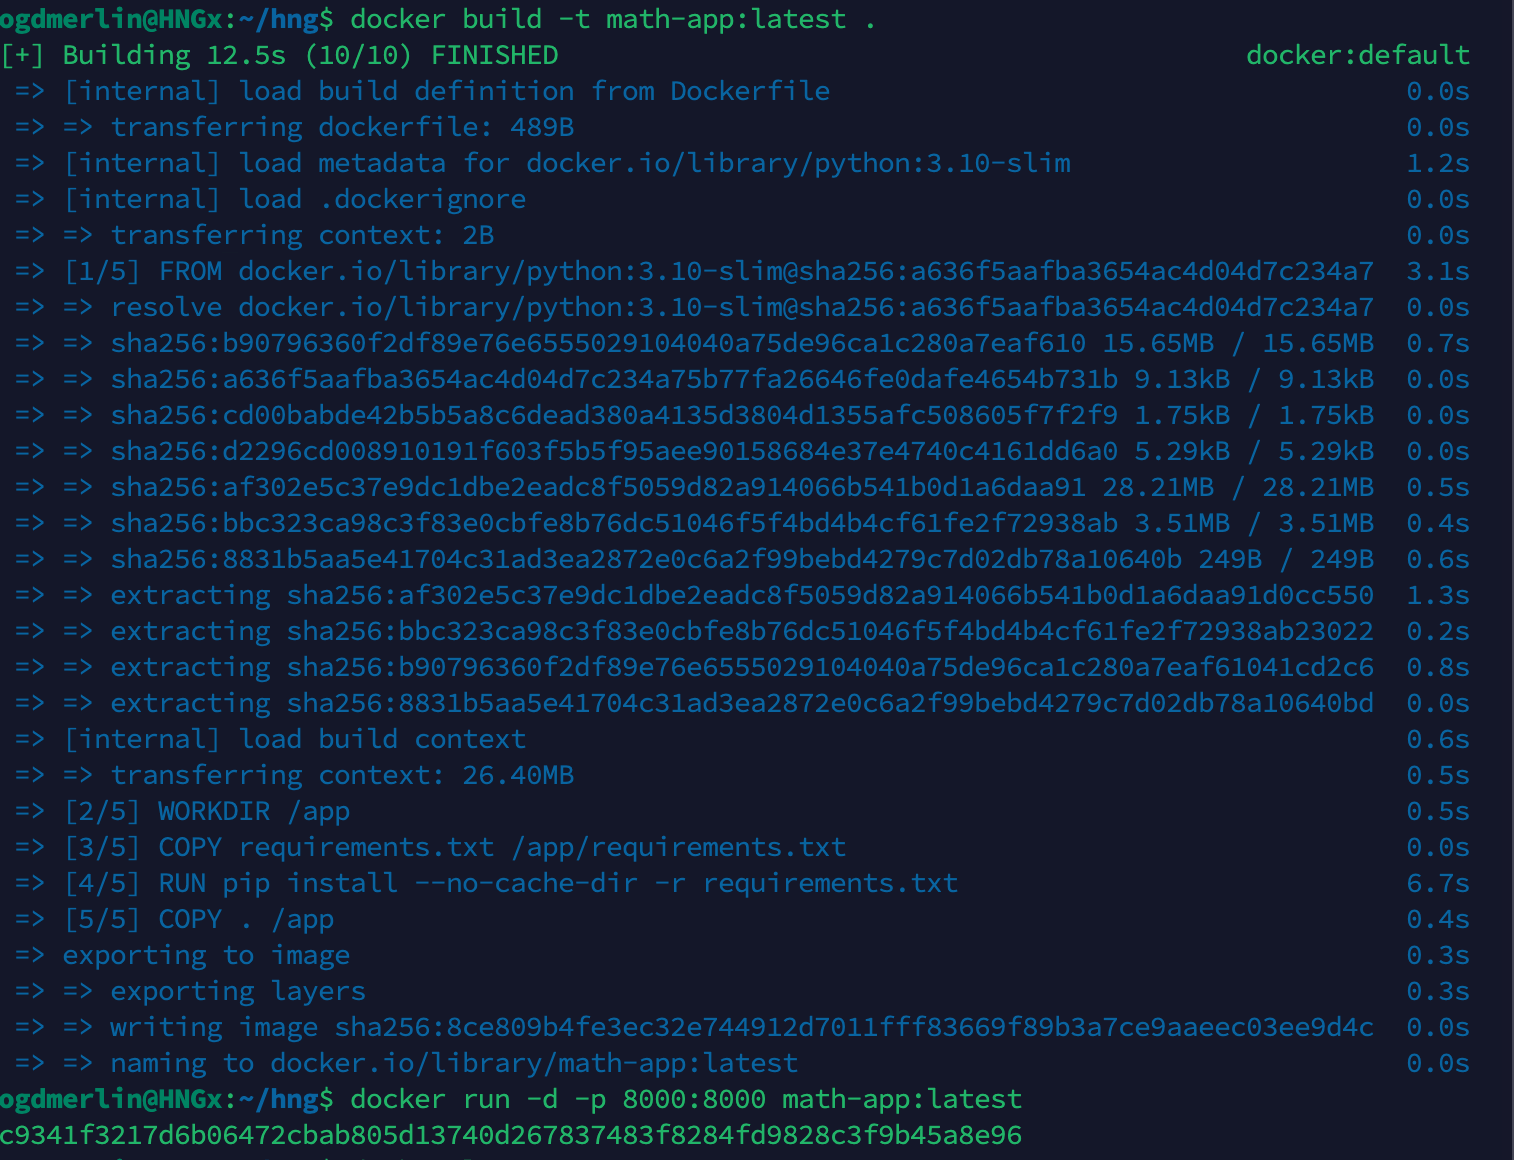 ogdmerlin@HNGx:~/hng$ docker build -t math-app:latest .
[+] Building 12.5s (10/10) FINISHED docker:default
=> [internal] load build definition from Dockerfile 0.0s
=> => transferring dockerfile: 489B 0.0s
=> [internal] load metadata for docker.io/library/python:3.10-slim 1.2s
=> [internal] load .dockerignore 0.0s
=> => transferring context: 2B 0.0s
=> [1/5] FROM docker.io/library/python:3.10-slim@sha256:a636f5aafba3654ac4d04d7c234a7 3.1s
=> => resolve docker.io/library/python:3.10-slim@sha256:a636f5aafba3654ac4d04d7c234a7 0.0s
=> => sha256:b90796360f2df89e76e6555029104040a75de96ca1c280a7eaf610 15.65MB / 15.65MB 0.7s
=> => sha256:a636f5aafba3654ac4d04d7c234a75b77fa26646fe0dafe4654b731b 9.13kB / 9.13kB 0.0s
=> => sha256:cd00babde42b5b5a8c6dead380a4135d3804d1355afc508605f7f2f9 1.75kB / 1.75kB 0.0s
=> => sha256:d2296cd008910191f603f5b5f95aee90158684e37e4740c4161dd6a0 5.29kB / 5.29kB 0.0s
=> => sha256:af302e5c37e9dc1dbe2eadc8f5059d82a914066b541b0d1a6daa91 28.21MB / 28.21MB 0.5s
=> => sha256:bbc323ca98c3f83e0cbfe8b76dc51046f5f4bd4b4cf61fe2f72938ab 3.51MB / 3.51MB 0.4s
=> => sha256:8831b5aa5e41704c31ad3ea2872e0c6a2f99bebd4279c7d02db78a10640b 249B / 249B 0.6s
=> => extracting sha256:af302e5c37e9dc1dbe2eadc8f5059d82a914066b541b0d1a6daa91d0cc550 1.3s
=> => extracting sha256:bbc323ca98c3f83e0cbfe8b76dc51046f5f4bd4b4cf61fe2f72938ab23022 0.2s
=> => extracting sha256:b90796360f2df89e76e6555029104040a75de96ca1c280a7eaf61041cd2c6 0.8s
=> => extracting sha256:8831b5aa5e41704c31ad3ea2872e0c6a2f99bebd4279c7d02db78a10640bd 0.0s
=> [internal] load build context 0.6s
=> => transferring context: 26.40MB 0.5s
=> [2/5] WORKDIR /app 0.5s
=> [3/5] COPY requirements.txt /app/requirements.txt 0.0s
=> [4/5] RUN pip install --no-cache-dir -r requirements.txt 6.7s
=> [5/5] COPY . /app 0.4s
=> exporting to image 0.3s
=> => exporting layers 0.3s
=> => writing image sha256:8ce809b4fe3ec32e744912d7011fff83669f89b3a7ce9aaeec03ee9d4c 0.0s
=> => naming to docker.io/library/math-app:latest 0.0s
ogdmerlin@HNGx:~/hng$ docker run -d -p 8000:8000 math-app:latest
c9341f3217d6b06472cbab805d13740d267837483f8284fd9828c3f9b45a8e96